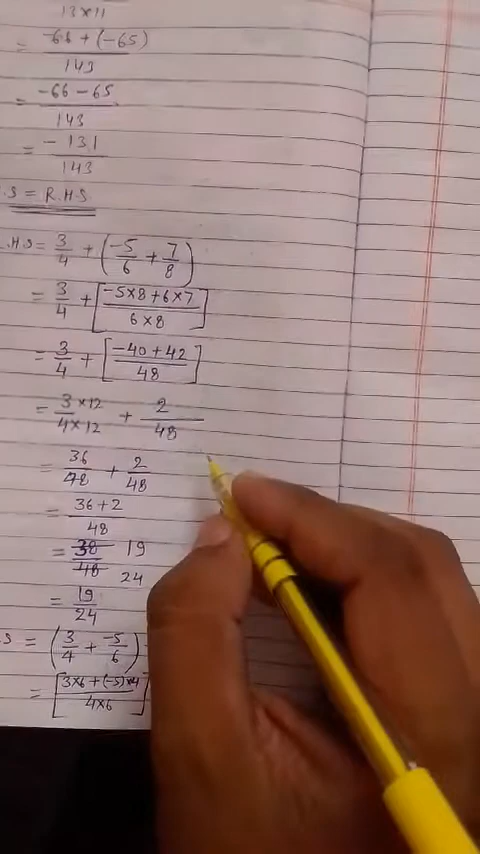 13×11
= -66 + (-65) / 143
= -66 - 65 / 143
= -131 / 143
.S = R.H.S
.H.S = 3/4 + (-5/6 + 7/8)
= 3/4 + [-5×8 + 6×7 / 6×8]
= 3/4 + [-40 + 42 / 48]
= 3×12 / 4×12 + 2/48
= 36/48 + 2/48
= 36+2 / 48
= 38/48 19/24
= 19/24
S = (3/4 + -5/6)
= [3×6 + (-5)×4 / 4×6]